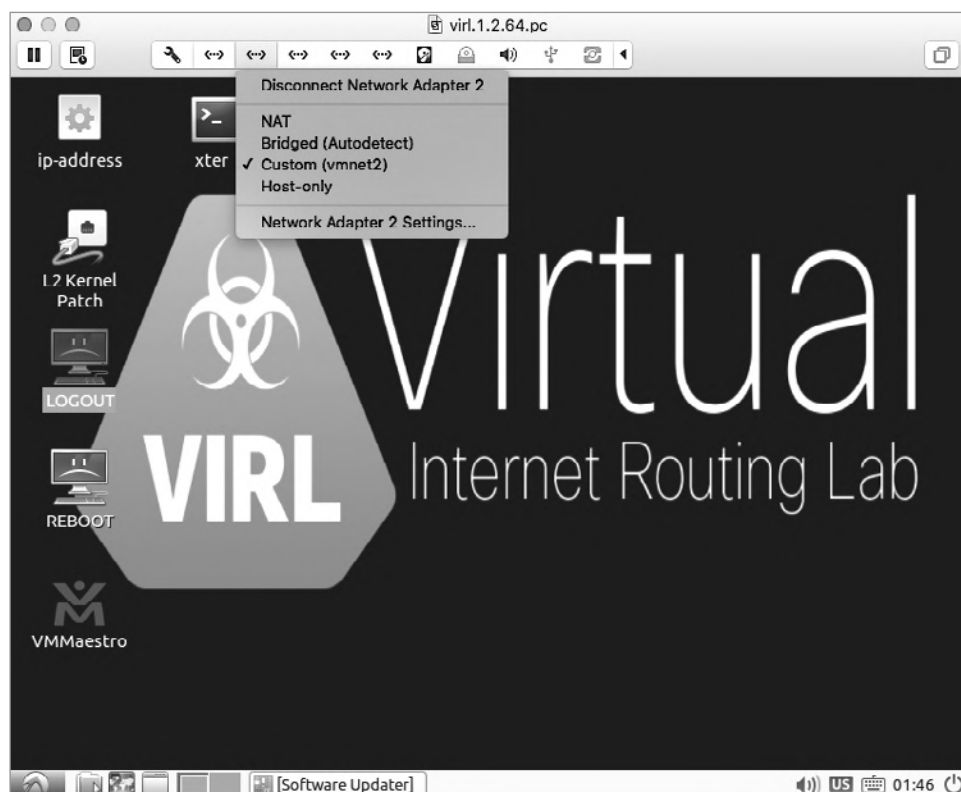 virl.1.2.64.pc
Disconnect Network Adapter 2
NAT
Bridged (Autodetect)
✓ Custom (vmnet2)
Host-only
Network Adapter 2 Settings...
ip-address
xter
L2 Kernel
Patch
LOGOUT
REBOOT
VMMaestro
VIRL
Virtual
Internet Routing Lab
[Software Updater]
US
01:46